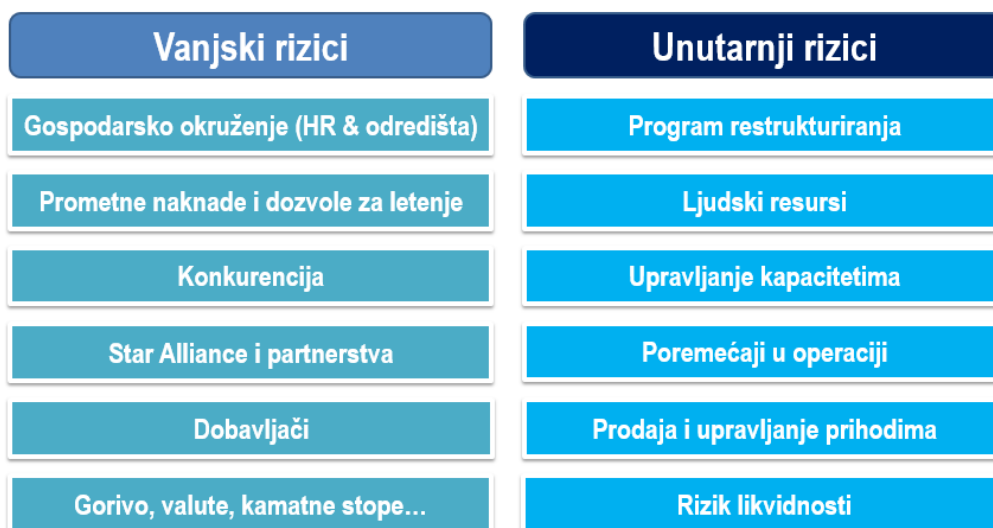 Vanjski rizici
Gospodarsko okruženje (HR & odredišta)
Prometne naknade i dozvole za letenje
Konkurencija
Star Alliance i partnerstva
Dobavljači
Gorivo, valute, kamatne stope…
Unutarnji rizici
Program restrukturiranja
Ljudski resursi
Upravljanje kapacitetima
Poremećaji u operaciji
Prodaja i upravljanje prihodima
Rizik likvidnosti